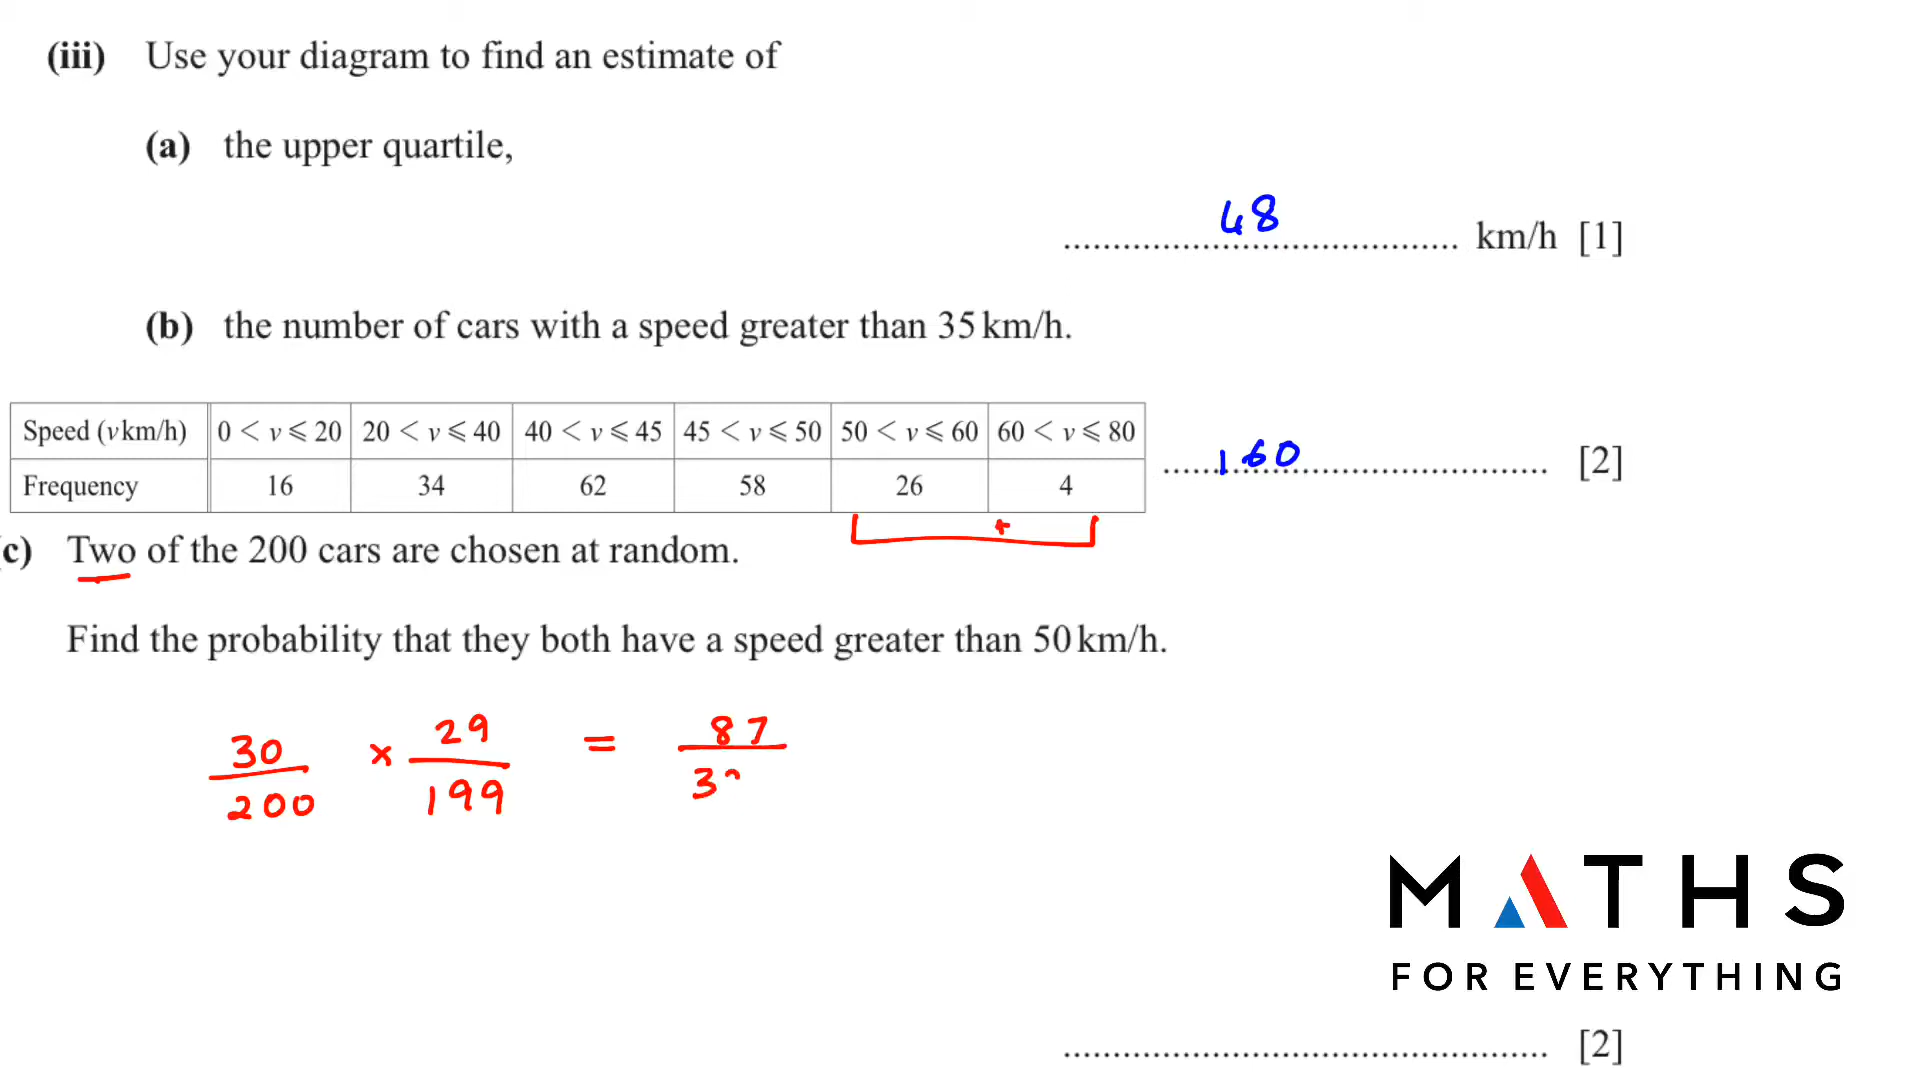 (iii) Use your diagram to find an estimate of
(a) the upper quartile,
48
........................................ km/h [1]
(b) the number of cars with a speed greater than 35 km/h.
Speed (v km/h) 0 < v ⩽ 20 20 < v ⩽ 40 40 < v ⩽ 45 45 < v ⩽ 50 50 < v ⩽ 60 60 < v ⩽ 80
160
........................................ [2]
Frequency 16 34 62 58 26 4
+
c) Two of the 200 cars are chosen at random.
Find the probability that they both have a speed greater than 50 km/h.
30/200 × 29/199 = 87/3
MATHS
FOR EVERYTHING
................................................ [2]